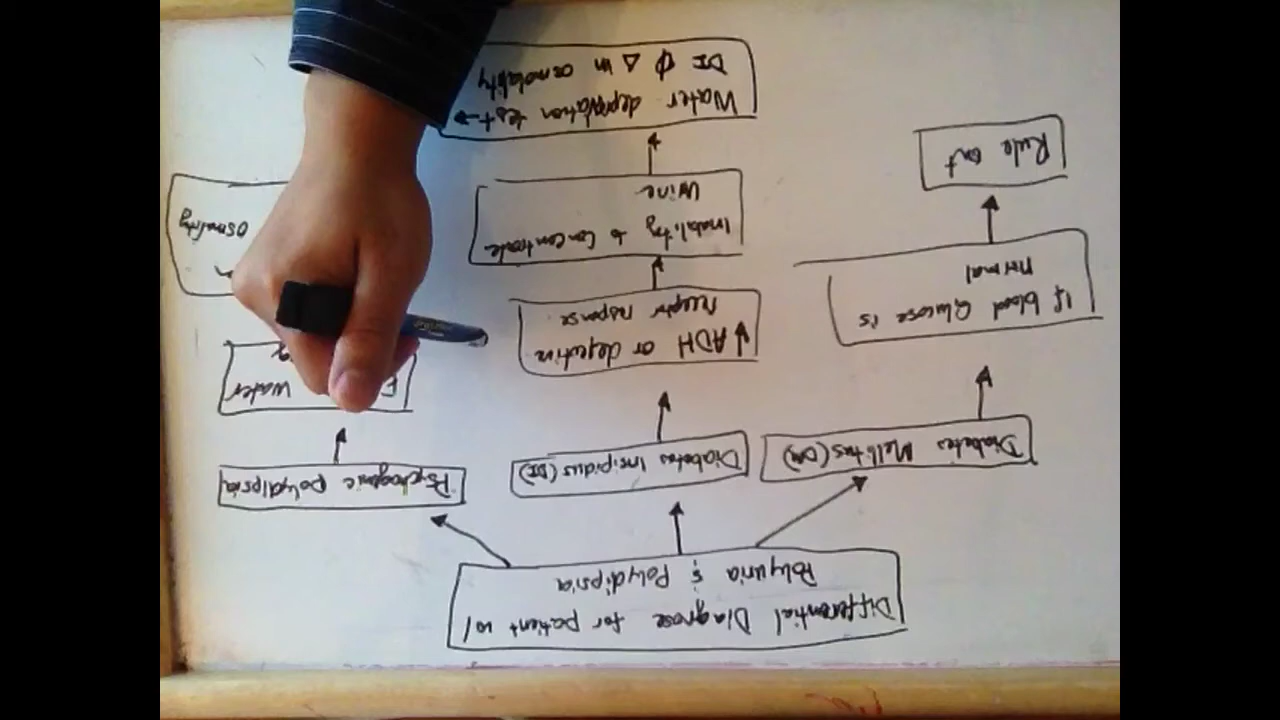 Differential Diagnose for patient w/
Polyuria & Polydipsia
Diabetes Mellitus (DM)
If blood Glucose is
normal
Rule out
Diabetes Insipidus (DI)
↓ADH or defective
receptor response
Inability to Concentrate
Urine
Water deprivation test →
DI φ Δ in osmolality
Psychogenic Polydipsia
Water
osmolality